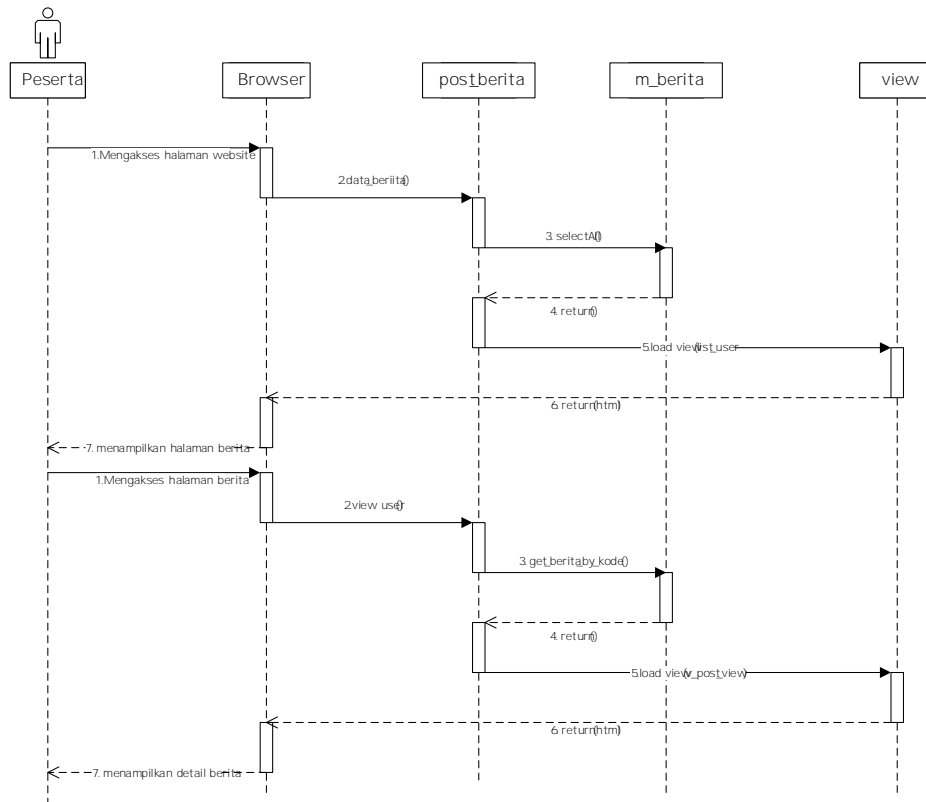 Peserta
Browser
post_berita
m_berita
view
1.Mengakses halaman website
2.data_beriita()
3. selectAll()
4. return()
5.load view(list_user
6. return(html)
7. menampilkan halaman berita
1.Mengakses halaman berita
2.view user()
3. get_berita_by_kode()
4. return()
5.load view(v_post_view)
6. return(html)
7. menampilkan detail berita